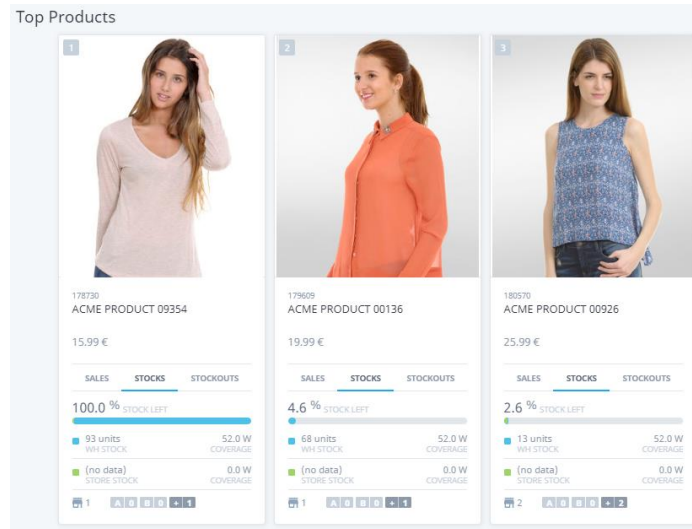 Top Products
1
178730
ACME PRODUCT 09354
15.99 €
SALES STOCKS STOCKOUTS
100.0 % STOCK LEFT
93 units 52.0 W
WH STOCK COVERAGE
(no data) 0.0 W
STORE STOCK COVERAGE
1 A 0 B 0 + 1
2
179609
ACME PRODUCT 00136
19.99 €
SALES STOCKS STOCKOUTS
4.6 % STOCK LEFT
68 units 52.0 W
WH STOCK COVERAGE
(no data) 0.0 W
STORE STOCK COVERAGE
1 A 0 B 0 + 1
3
180570
ACME PRODUCT 00926
25.99 €
SALES STOCKS STOCKOUTS
2.6 % STOCK LEFT
13 units 52.0 W
WH STOCK COVERAGE
(no data) 0.0 W
STORE STOCK COVERAGE
2 A 0 B 0 + 2